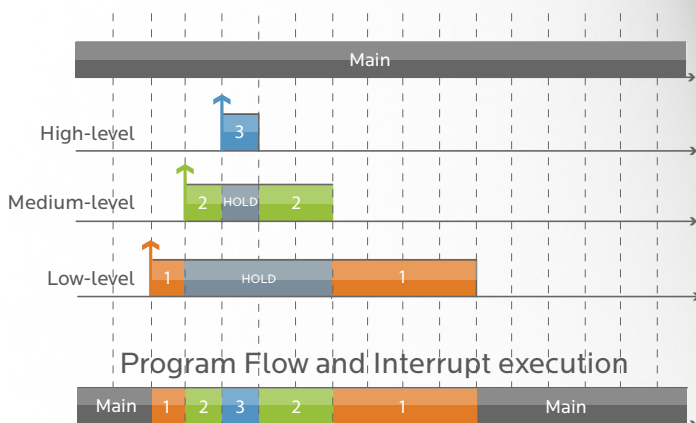 Main
High-level
3
Medium-level
2 HOLD 2
Low-level
1 HOLD 1
Program Flow and Interrupt execution
Main 1 2 3 2 1 Main